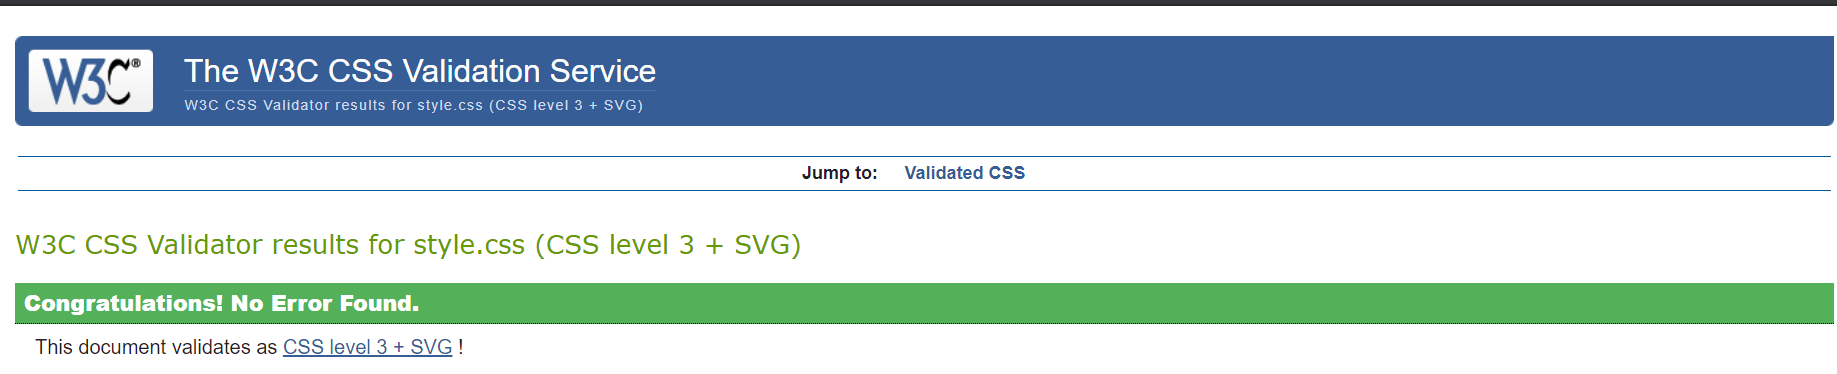 W3C®
The W3C CSS Validation Service
W3C CSS Validator results for style.css (CSS level 3 + SVG)
Jump to: Validated CSS
W3C CSS Validator results for style.css (CSS level 3 + SVG)
Congratulations! No Error Found.
This document validates as CSS level 3 + SVG !